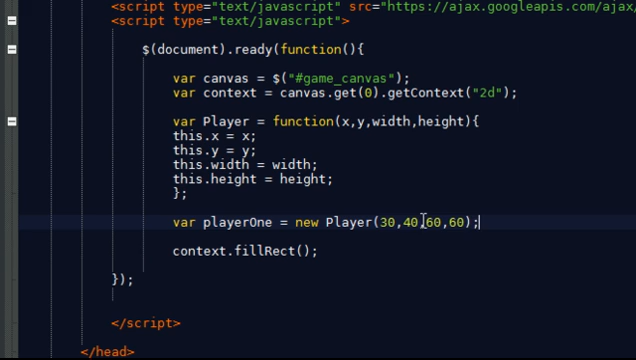 <script type="text/javascript" src="https://ajax.googleapis.com/ajax/
<script type="text/javascript">
$(document).ready(function(){
var canvas = $("#game_canvas");
var context = canvas.get(0).getContext("2d");
var Player = function(x,y,width,height){
this.x = x;
this.y = y;
this.width = width;
this.height = height;
};
var playerOne = new Player(30,40,60,60);
context.fillRect();
});
</script>
</head>